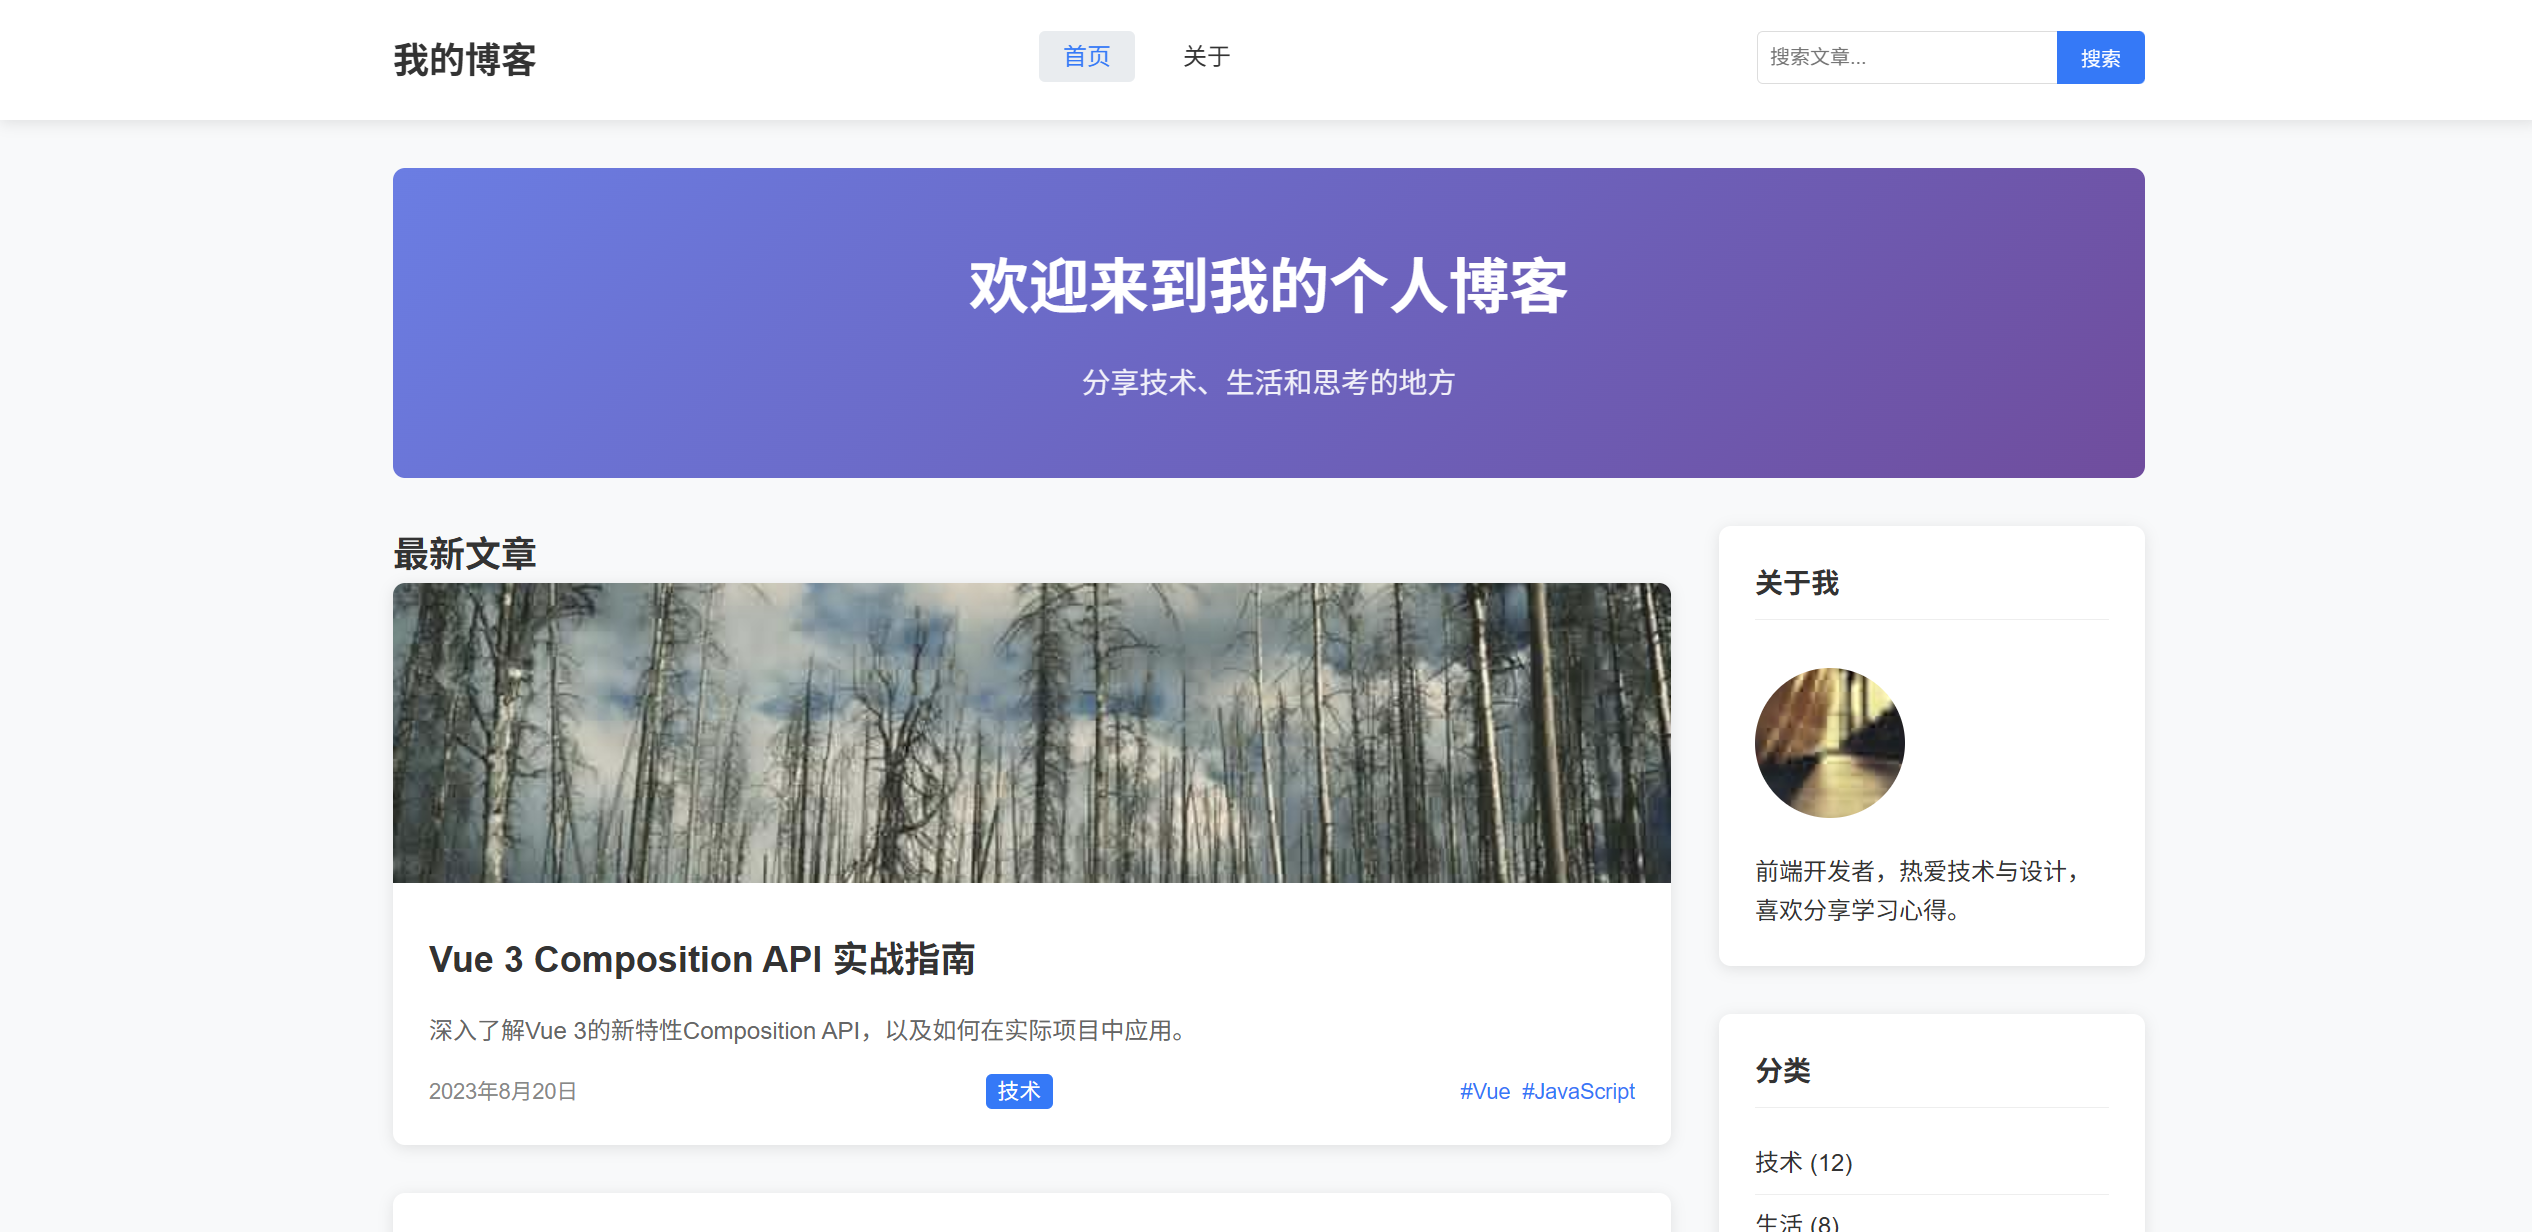 我的博客
首页
关于
搜索文章...
搜索
欢迎来到我的个人博客
分享技术、生活和思考的地方
最新文章
Vue 3 Composition API 实战指南
深入了解Vue 3的新特性Composition API，以及如何在实际项目中应用。
2023年8月20日
技术
#Vue #JavaScript
关于我
前端开发者，热爱技术与设计，
喜欢分享学习心得。
分类
技术 (12)
生活 (8)